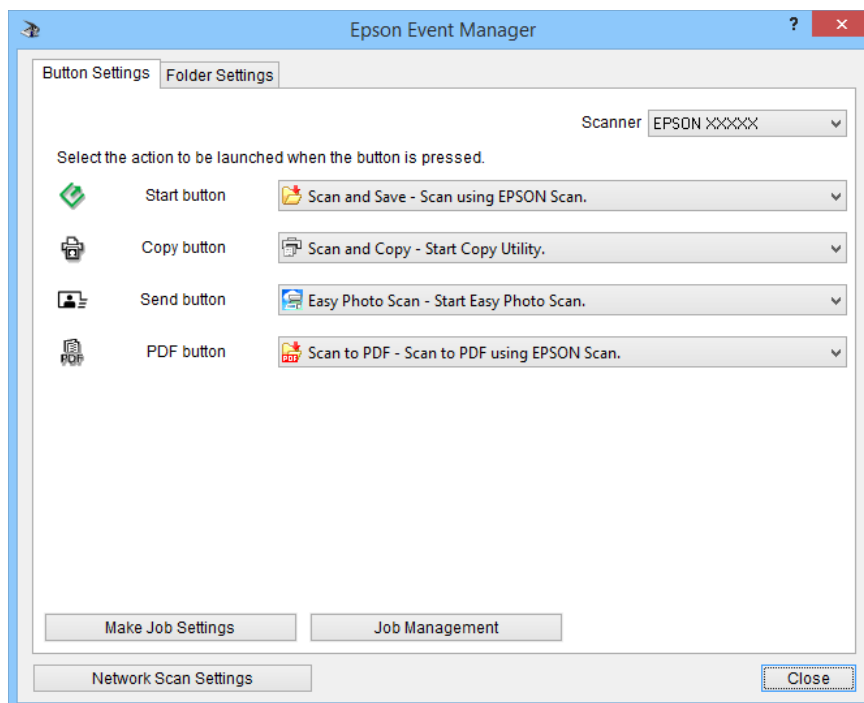 Epson Event Manager ?
Button Settings Folder Settings
Scanner EPSON XXXXX
Select the action to be launched when the button is pressed.
Start button Scan and Save - Scan using EPSON Scan.
Copy button Scan and Copy - Start Copy Utility.
Send button Easy Photo Scan - Start Easy Photo Scan.
PDF PDF button PDF Scan to PDF - Scan to PDF using EPSON Scan.
Make Job Settings Job Management
Network Scan Settings Close